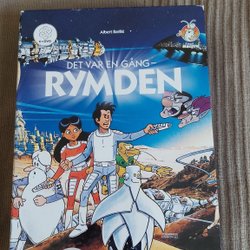 Albert Barillé
DET VAR EN GÅNG –
RYMDEN